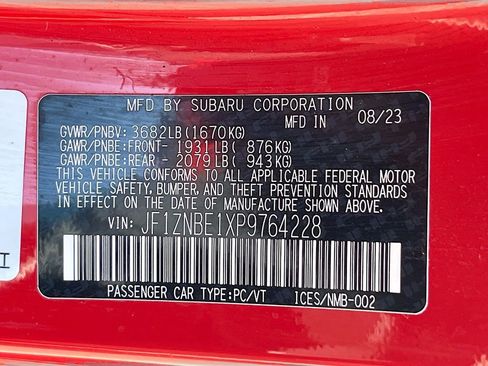 MFD BY SUBARU CORPORATION
MFD IN 08/23
GVWR/PNBV: 3682LB(1670KG)
GAWR/PNBE:FRONT- 1931LB( 876KG)
GAWR/PNBE:REAR - 2079LB( 943KG)
THIS VEHICLE CONFORMS TO ALL APPLICABLE FEDERAL MOTOR
VEHICLE SAFETY, BUMPER, AND THEFT PREVENTION STANDARDS
IN EFFECT ON THE DATE OF MANUFACTURE SHOWN ABOVE.
VIN: JF1ZNBE1XP9764228
PASSENGER CAR TYPE:PC/VT ICES/NMB-002